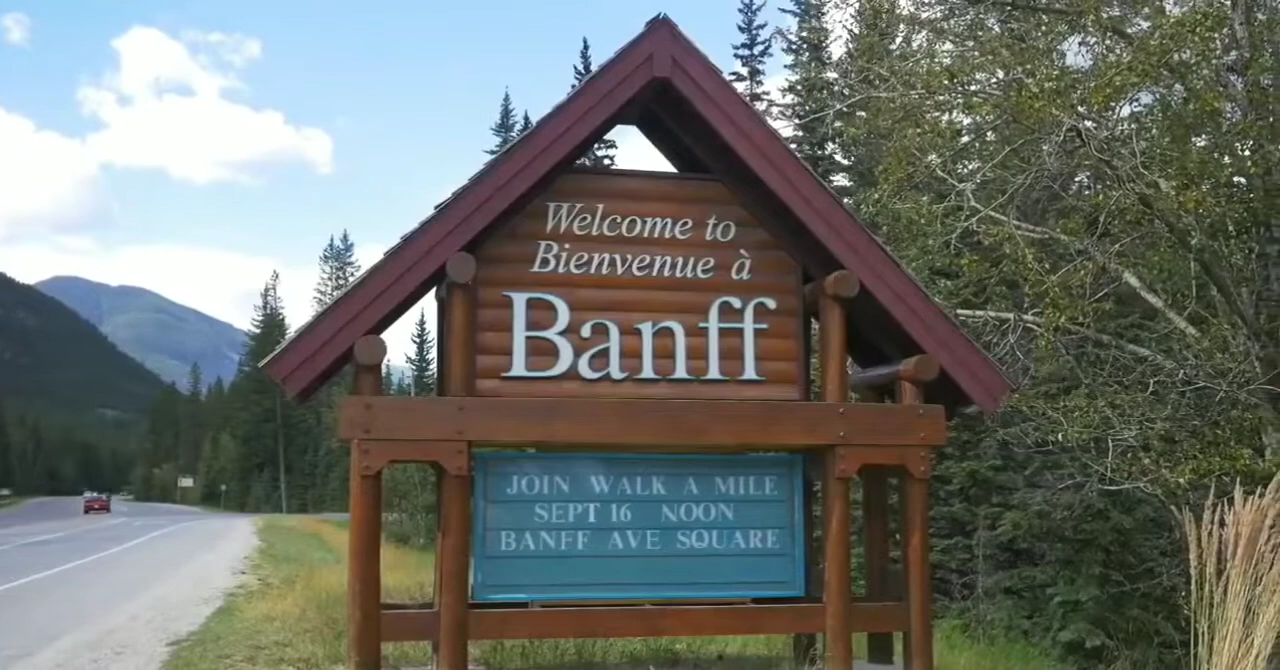 Welcome to
Bienvenue à
Banff
JOIN WALK A MILE
SEPT 16 NOON
BANFF AVE SQUARE